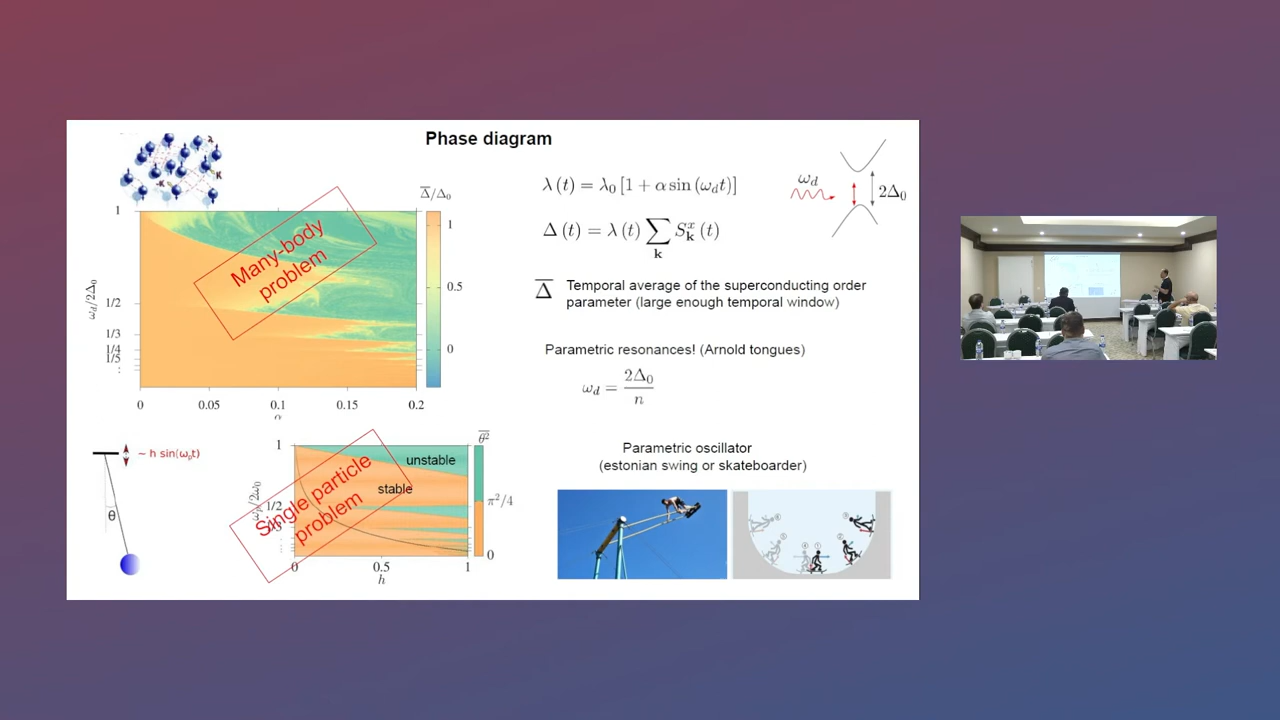 Phase diagram
λ(t) = λ₀ [1 + α sin (ω_d t)]
ω_d
2Δ₀
Δ(t) = λ(t) ∑_k S^x_k (t)
Δ̅ Temporal average of the superconducting order
parameter (large enough temporal window)
Parametric resonances! (Arnold tongues)
ω_d = 2Δ₀/n
Δ̅/Δ₀
1
0.5
0
Many-body
problem
ω_d/2Δ₀
1
1/2
1/3
1/4
1/5
0 0.05 0.1 0.15 0.2
α
~ h sin(ω_p t)
θ
Single particle
problem
unstable
stable
1
1/2
0 0.5 1
h
θ̅²
π²/4
0
Parametric oscillator
(estonian swing or skateboarder)